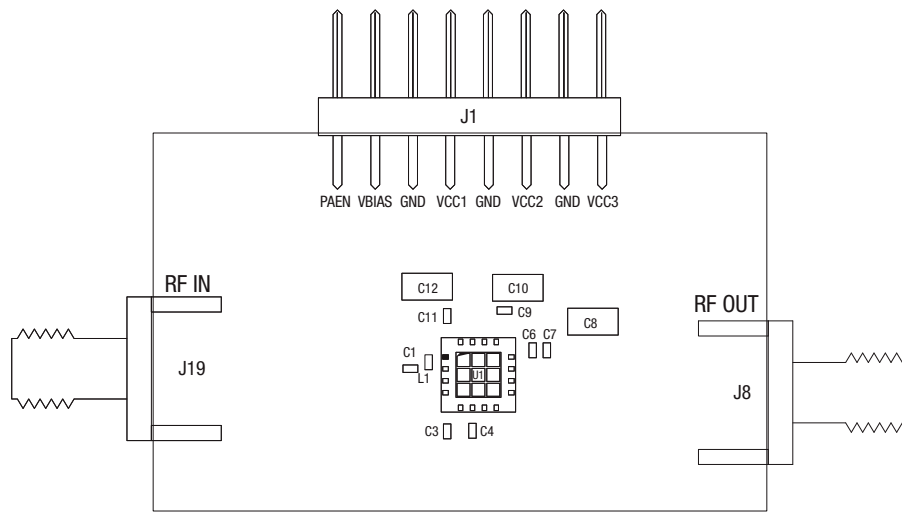 J1
PAEN VBIAS GND VCC1 GND VCC2 GND VCC3
RF IN
C12
C10
C11
C9
C8
RF OUT
C6 C7
C1
L1
U1
J19
J8
C3
C4